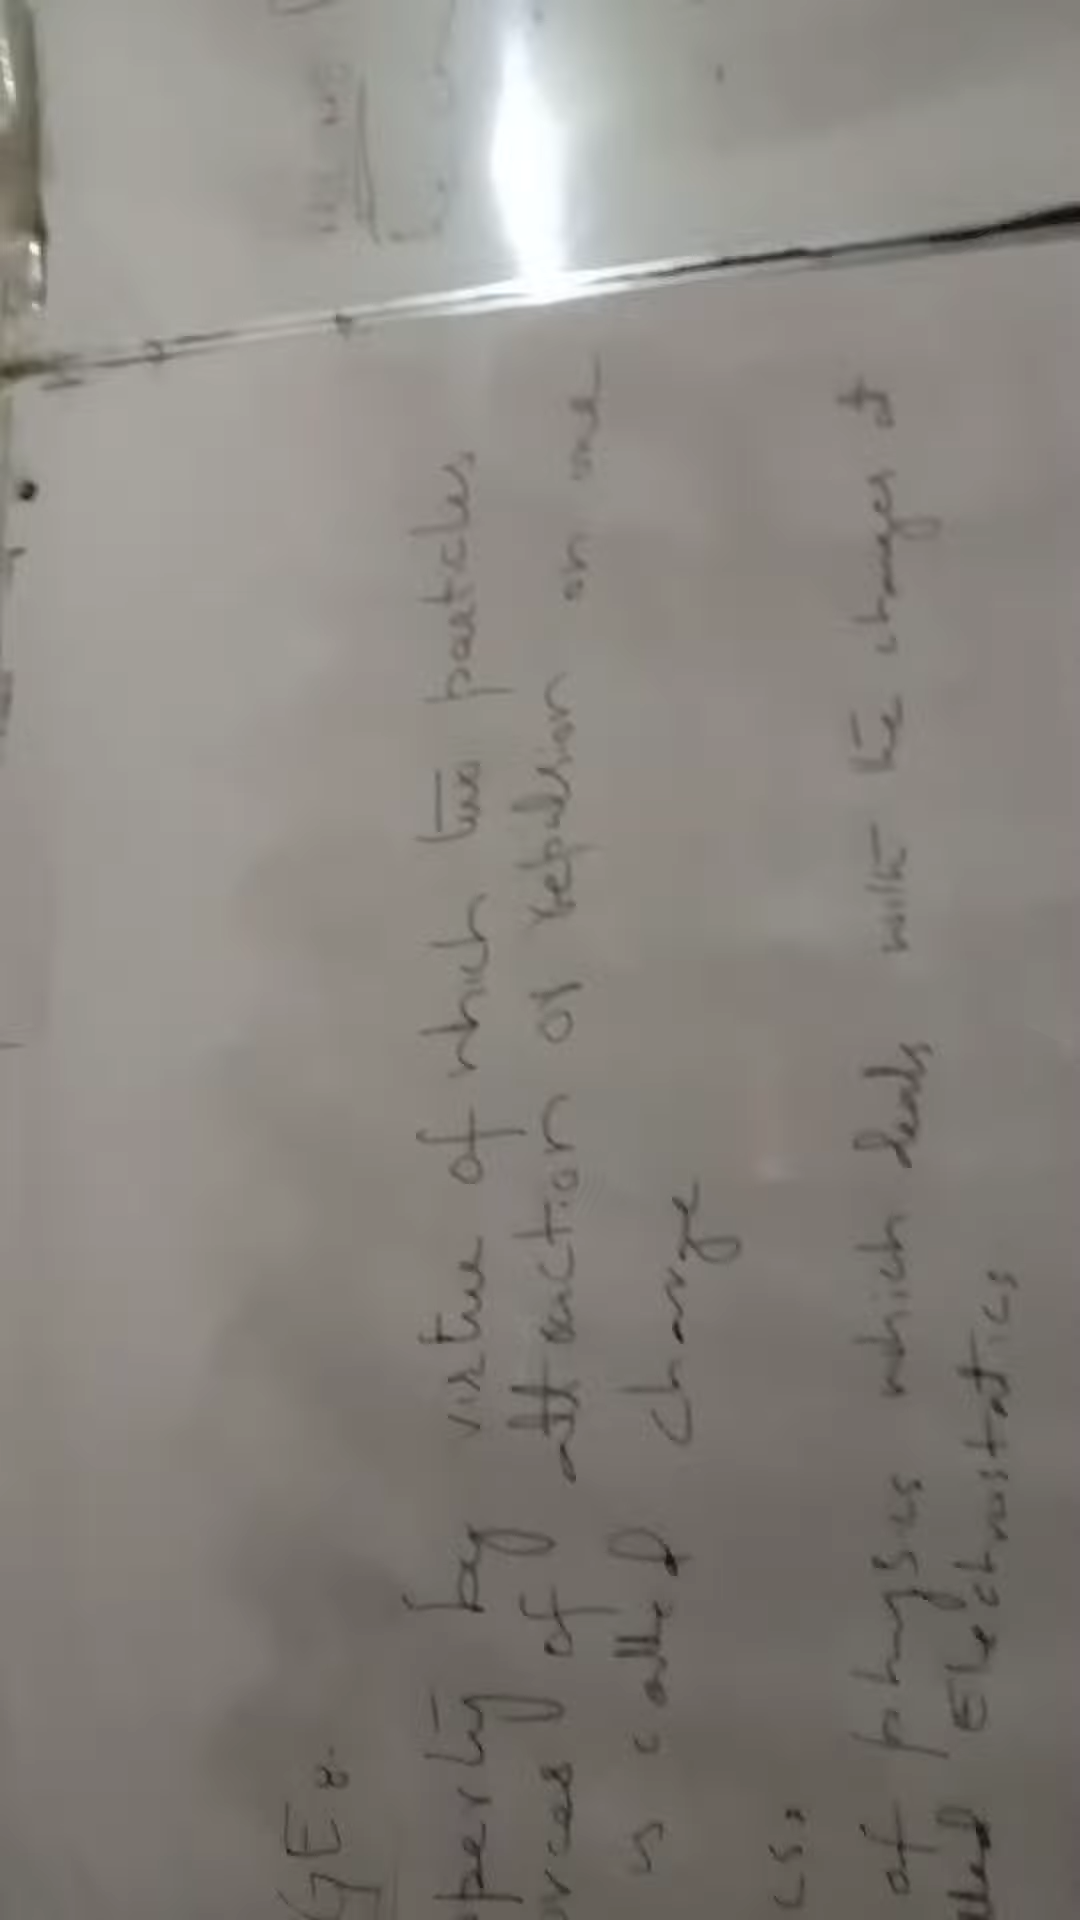 GE :-
perty by virtue of which two particles
orces of attraction or repulsion on one
is called charge
cs:
of physics which deals with the charges at
lled Electrostatics